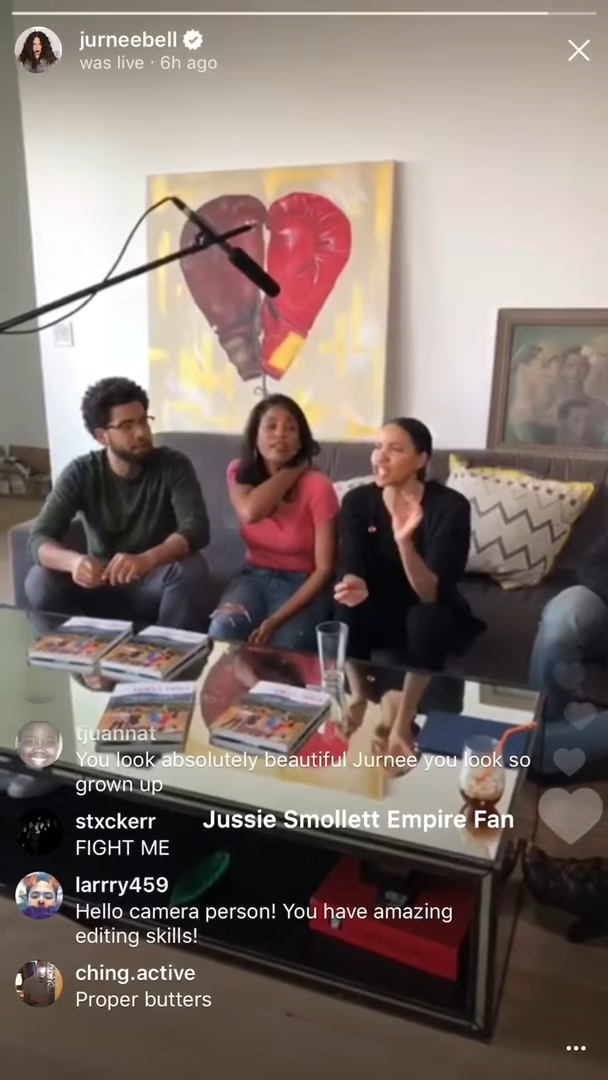 jurneebell
was live · 6h ago
tjuannat
You look absolutely beautiful Jurnee you look so
grown up
stxckerr
Jussie Smollett Empire Fan
FIGHT ME
larrry459
Hello camera person! You have amazing
editing skills!
ching.active
Proper butters